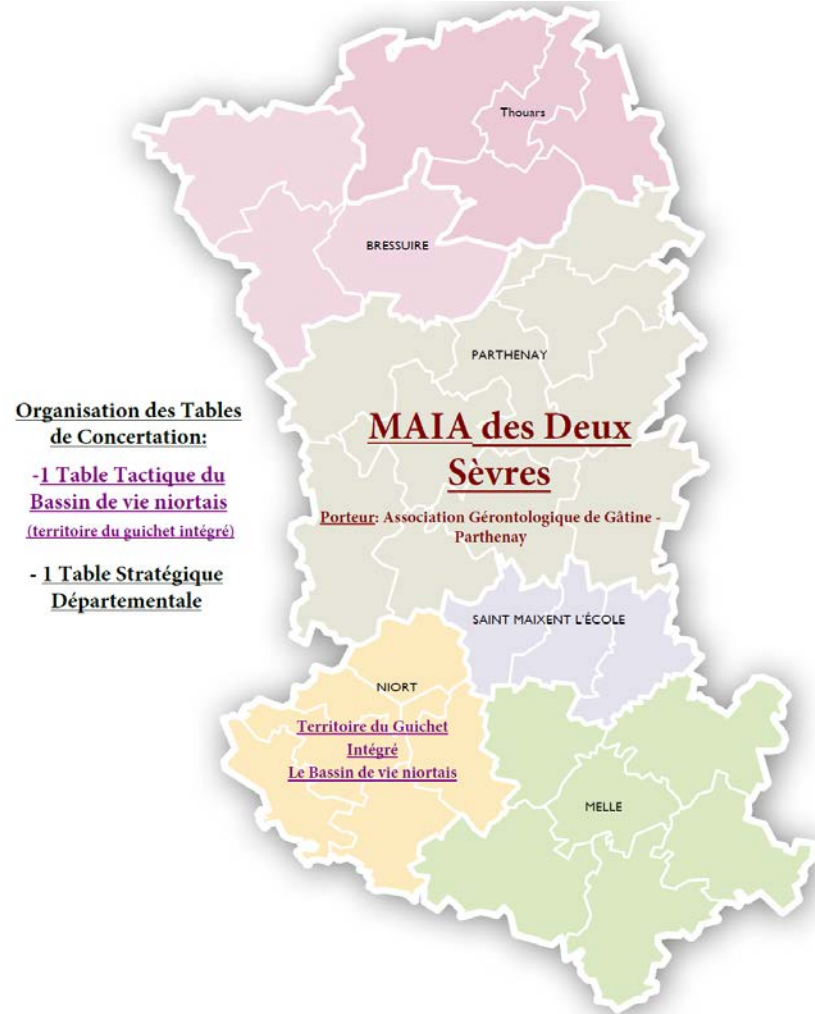 Thouars
BRESSUIRE
PARTHENAY
Organisation des Tables
de Concertation:
-1 Table Tactique du
Bassin de vie niortais
(territoire du guichet intégré)
- 1 Table Stratégique
Départementale
MAIA des Deux
Sèvres
Porteur: Association Gérontologique de Gâtine -
Parthenay
SAINT MAIXENT L'ÉCOLE
NIORT
Territoire du Guichet
Intégré
Le Bassin de vie niortais
MELLE